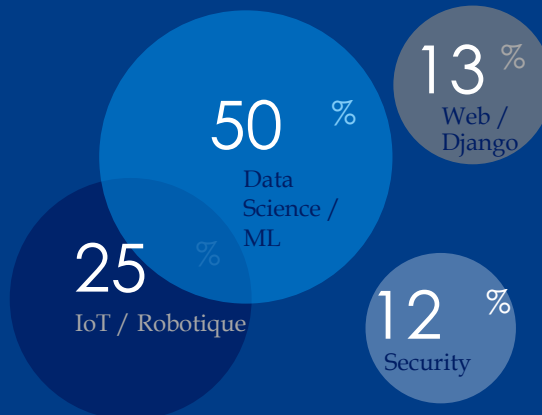 50 %
Data
Science /
ML
13 %
Web /
Django
25 %
IoT / Robotique
12 %
Security